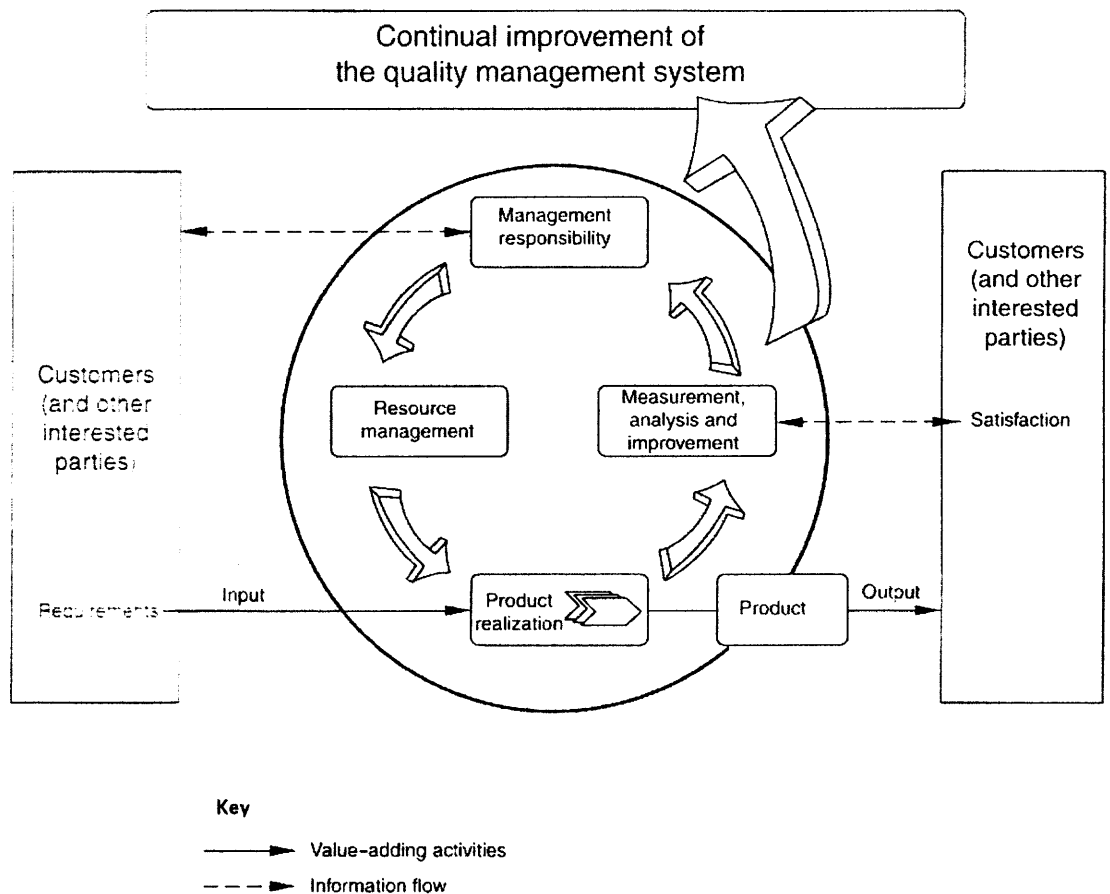 Continual improvement of
the quality management system
Management
responsibility
Customers
(and other
interested
parties)
Customers
(and other
interested
parties)
Resource
management
Measurement,
analysis and
improvement
Satisfaction
Requirements
Input
Product
realization
Product
Output
Key
Value-adding activities
Information flow